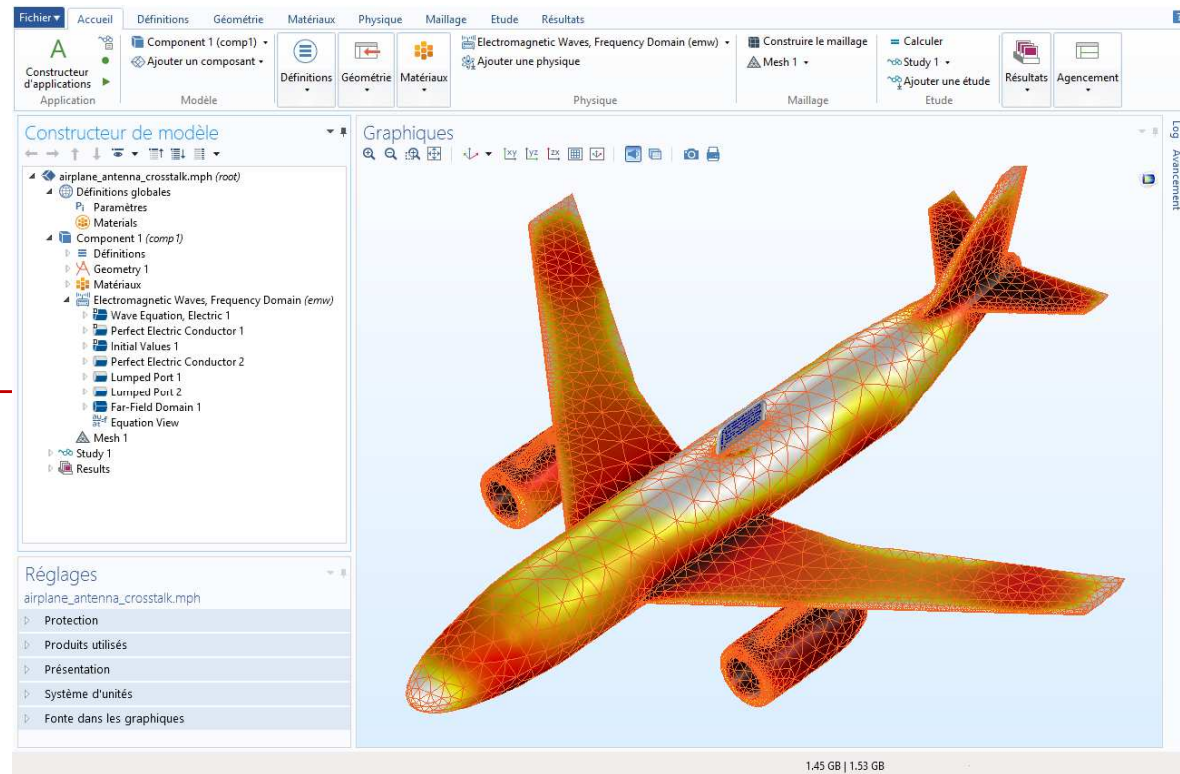 Fichier Accueil Définitions Géométrie Matériaux Physique Maillage Etude Résultats
A
Constructeur d'applications
Application
Component 1 (comp1)
Ajouter un composant
Modèle
Définitions
Géométrie
Matériaux
Electromagnetic Waves, Frequency Domain (emw)
Ajouter une physique
Physique
Construire le maillage
Mesh 1
Maillage
= Calculer
Study 1
Ajouter une étude
Etude
Résultats
Agencement
Constructeur de modèle
airplane_antenna_crosstalk.mph (root)
Définitions globales
Pi Paramètres
Materials
Component 1 (comp1)
Définitions
Geometry 1
Matériaux
Electromagnetic Waves, Frequency Domain (emw)
Wave Equation, Electric 1
Perfect Electric Conductor 1
Initial Values 1
Perfect Electric Conductor 2
Lumped Port 1
Lumped Port 2
Far-Field Domain 1
Equation View
Mesh 1
Study 1
Results
Réglages
airplane_antenna_crosstalk.mph
Protection
Produits utilisés
Présentation
Système d'unités
Fonte dans les graphiques
Graphiques
xy yz zx
Log Avancement
1.45 GB | 1.53 GB